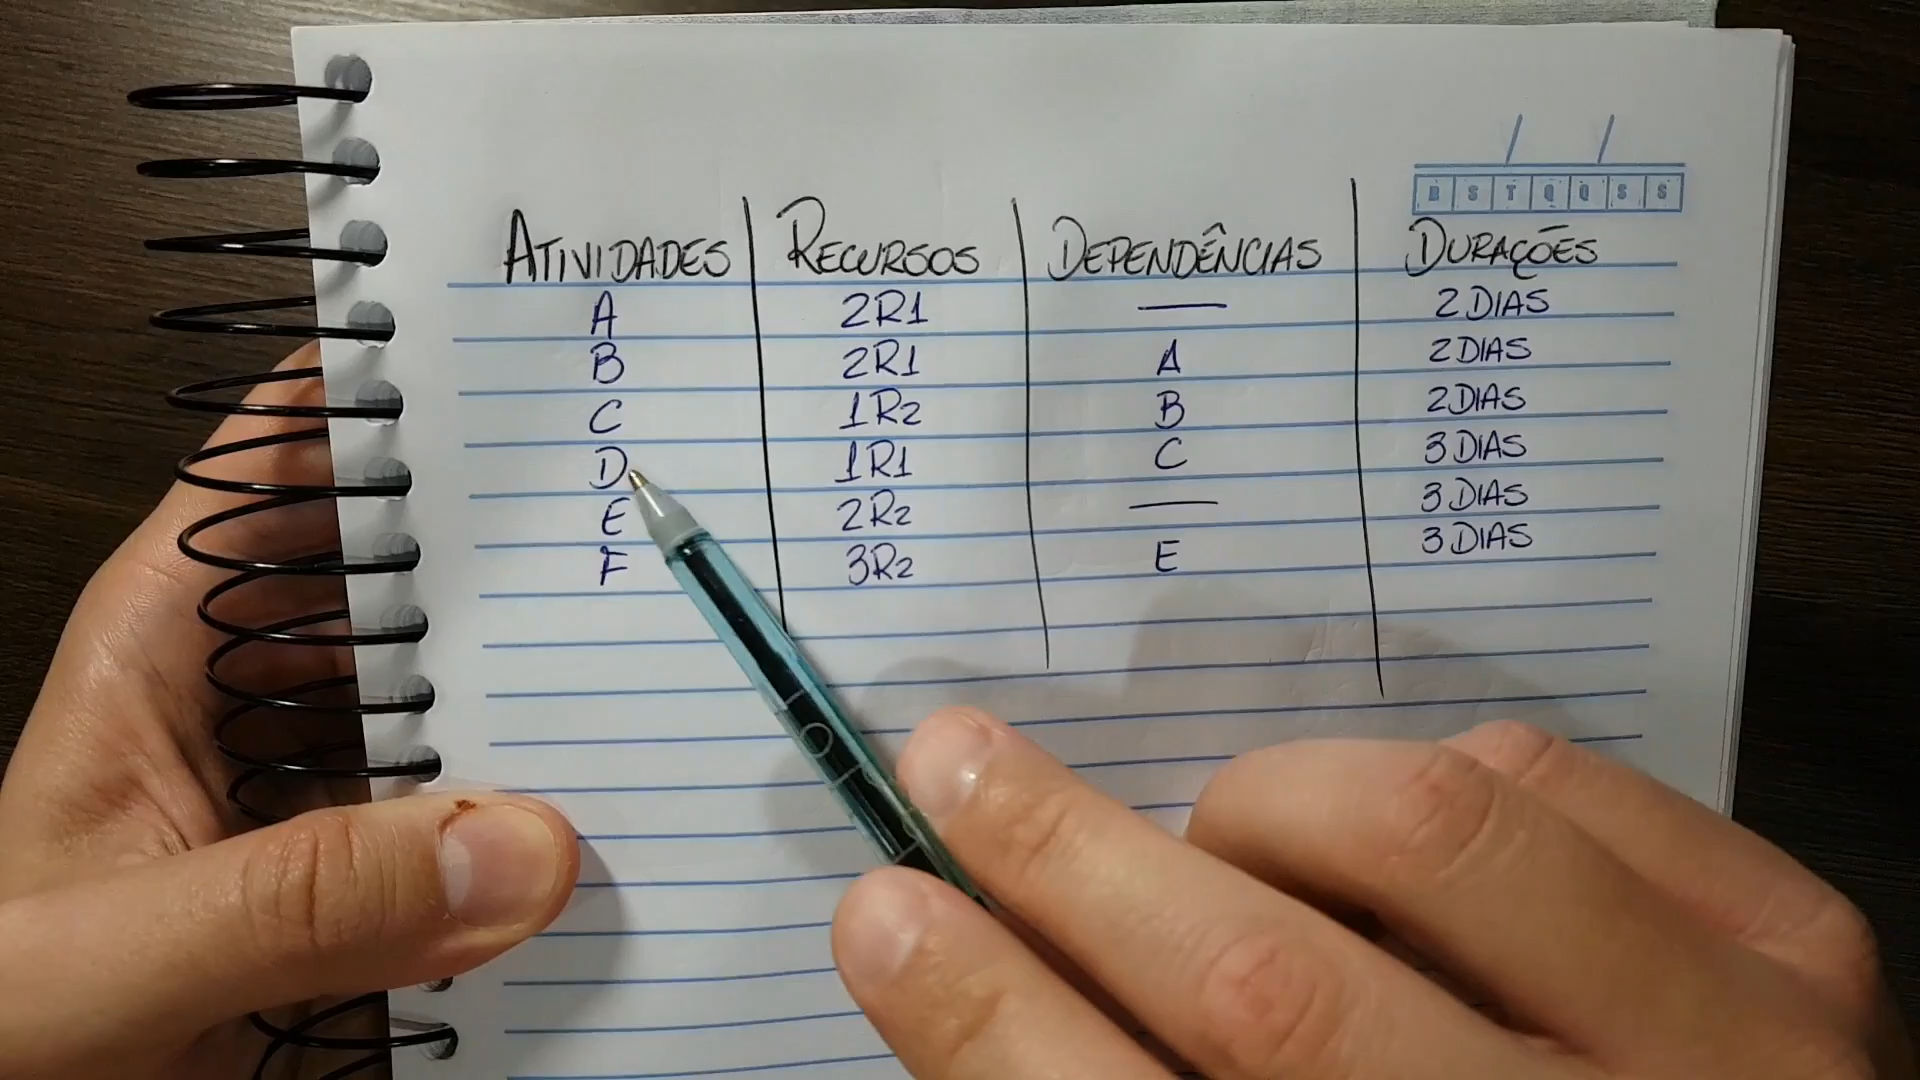 / /
D S T Q Q S S
ATIVIDADES RECURSOS DEPENDÊNCIAS DURAÇÕES
A 2R1 — 2 DIAS
B 2R1 A 2 DIAS
C 1R2 B 2 DIAS
D 1R1 C 3 DIAS
E 2R2 — 3 DIAS
F 3R2 E 3 DIAS